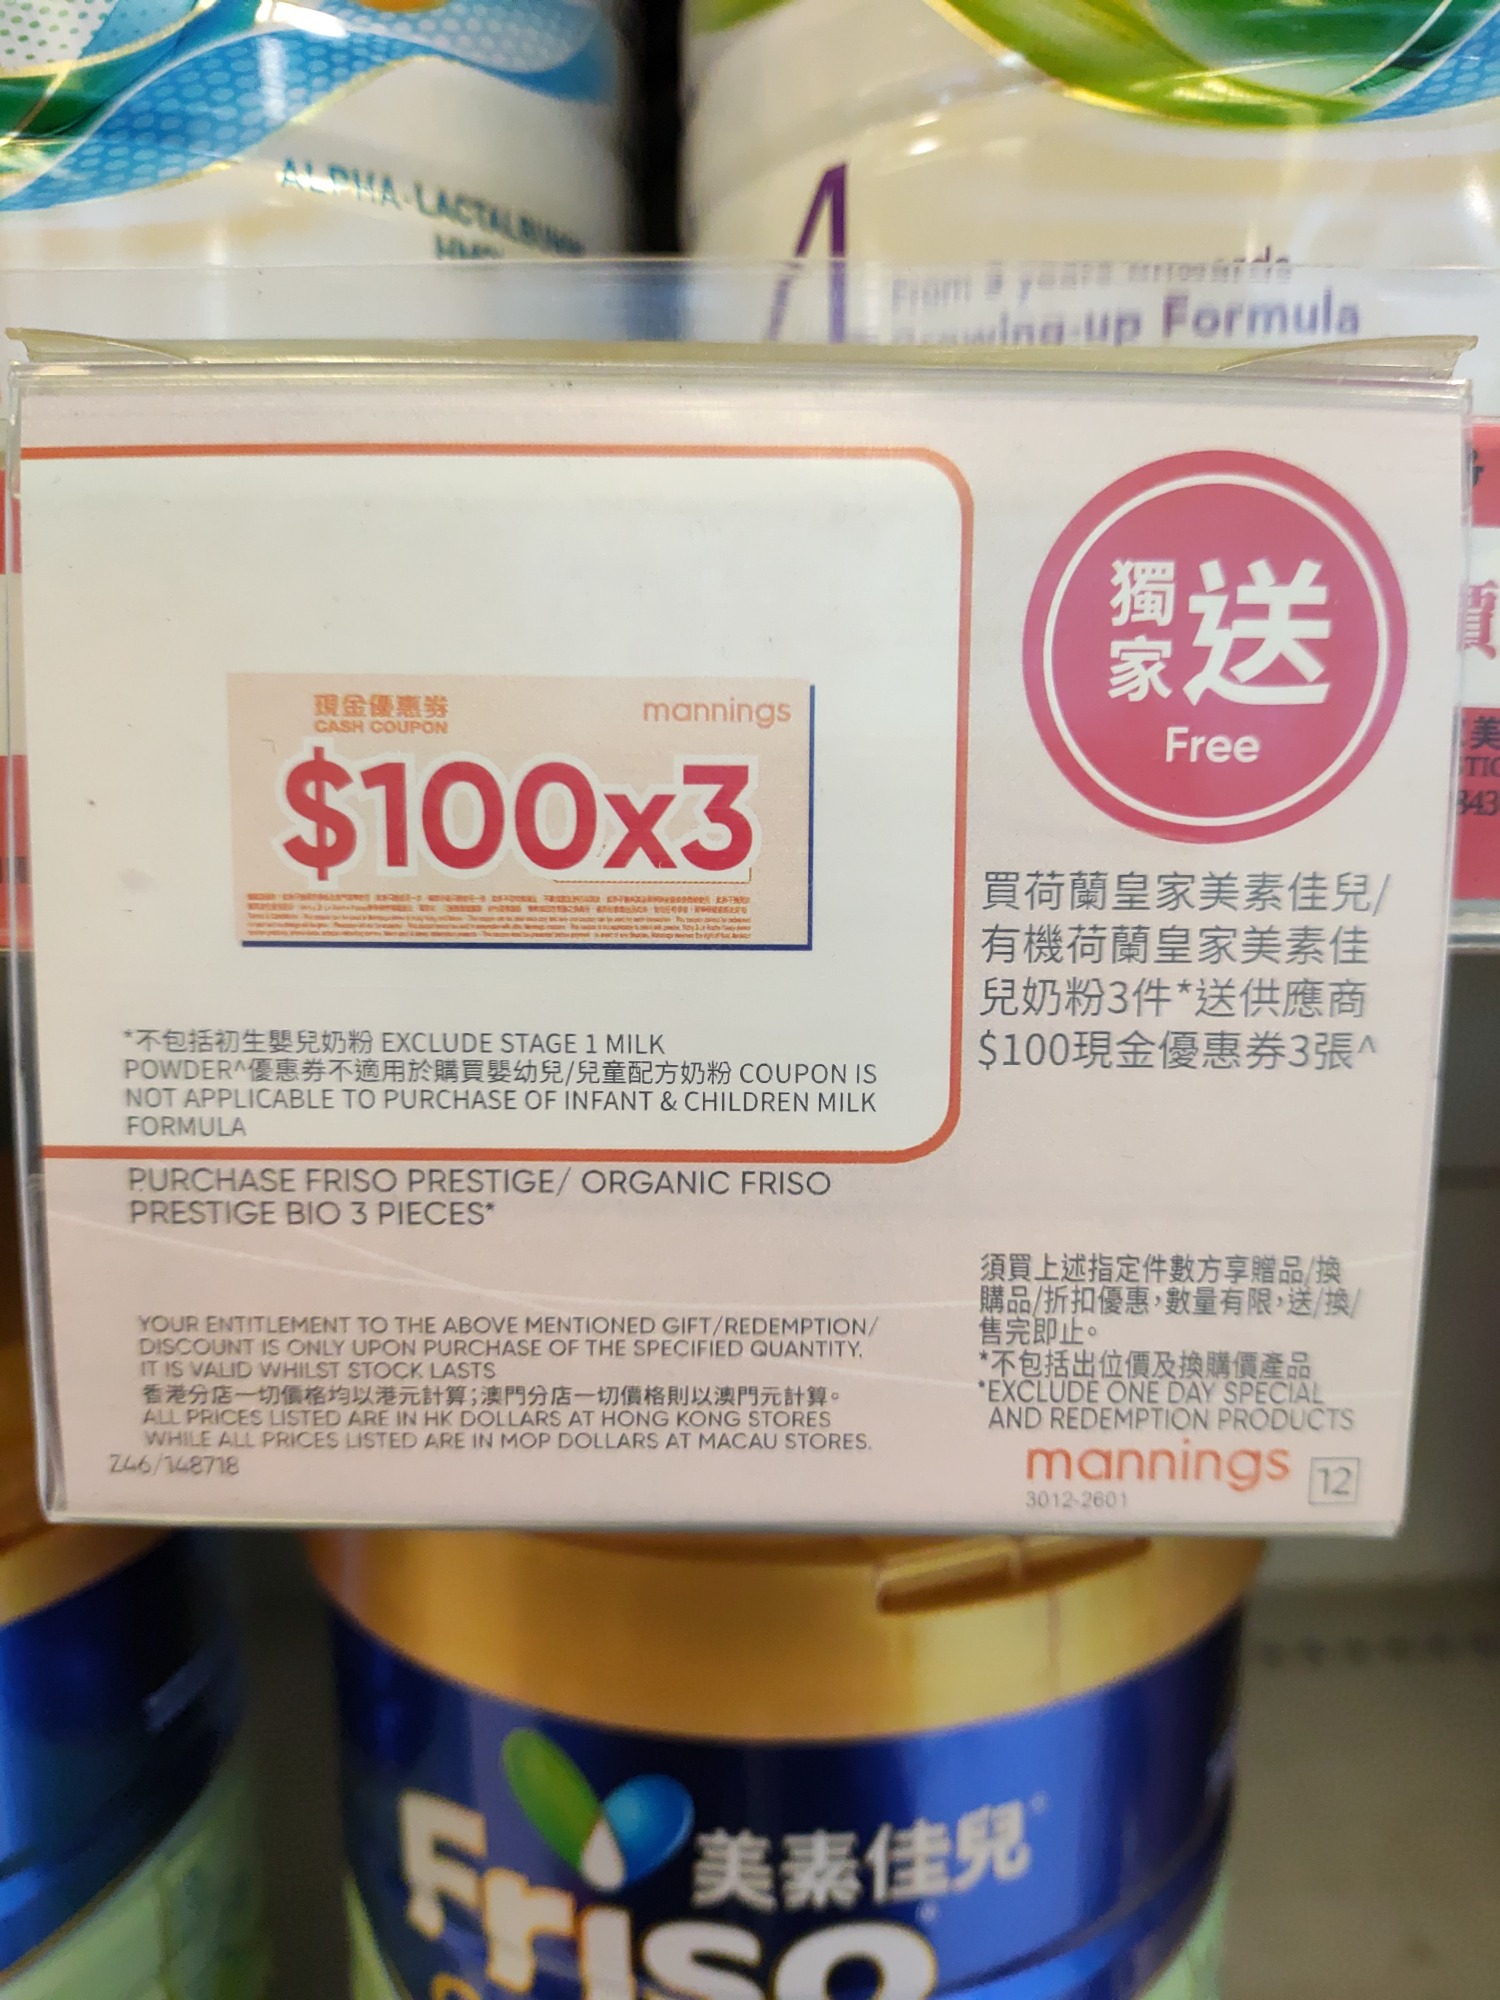 ALPHA-LACTALBUMIN
4
From 3 years onwards
Growing-up Formula
獨家送
Free
現金優惠券
CASH COUPON
mannings
$100x3
買荷蘭皇家美素佳兒/
有機荷蘭皇家美素佳
兒奶粉3件*送供應商
$100現金優惠券3張^
*不包括初生嬰兒奶粉 EXCLUDE STAGE 1 MILK
POWDER^優惠券不適用於購買嬰幼兒/兒童配方奶粉 COUPON IS
NOT APPLICABLE TO PURCHASE OF INFANT & CHILDREN MILK
FORMULA
PURCHASE FRISO PRESTIGE/ ORGANIC FRISO
PRESTIGE BIO 3 PIECES*
須買上述指定件數方享贈品/換
購品/折扣優惠,數量有限,送/換/
售完即止。
*不包括出位價及換購價產品
*EXCLUDE ONE DAY SPECIAL
AND REDEMPTION PRODUCTS
YOUR ENTITLEMENT TO THE ABOVE MENTIONED GIFT/REDEMPTION/
DISCOUNT IS ONLY UPON PURCHASE OF THE SPECIFIED QUANTITY.
IT IS VALID WHILST STOCK LASTS
香港分店一切價格均以港元計算;澳門分店一切價格則以澳門元計算。
ALL PRICES LISTED ARE IN HK DOLLARS AT HONG KONG STORES
WHILE ALL PRICES LISTED ARE IN MOP DOLLARS AT MACAU STORES.
Z46/148718
mannings 12
3012-2601
美素佳兒
Friso